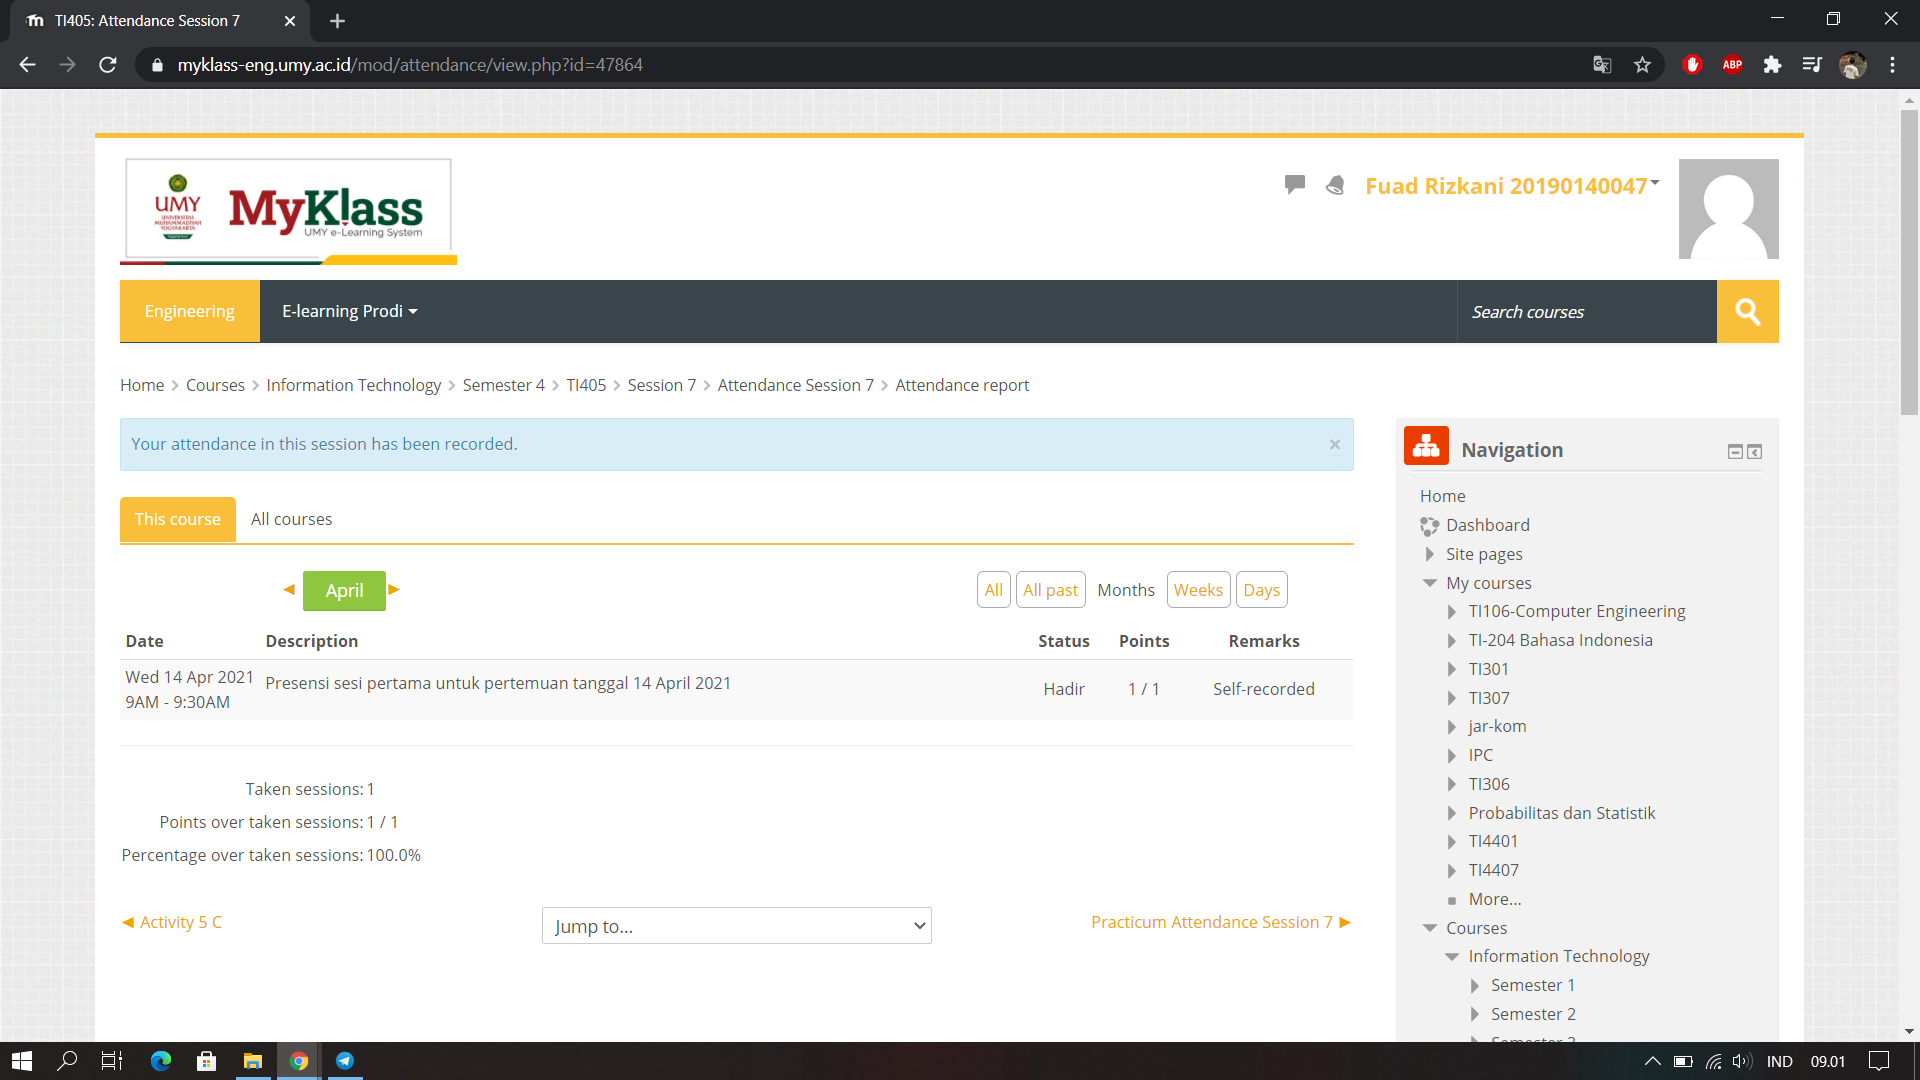 TI405: Attendance Session 7
myklass-eng.umy.ac.id/mod/attendance/view.php?id=47864
ABP
UMY
UNIVERSITAS
MUHAMMADIYAH
YOGYAKARTA
MyKlass
UMY e-Learning System
Fuad Rizkani 20190140047
Engineering
E-learning Prodi
Search courses
Home
Courses
Information Technology
Semester 4
TI405
Session 7
Attendance Session 7
Attendance report
Your attendance in this session has been recorded.
×
This course
All courses
◄ April ►
All
All past
Months
Weeks
Days
Date Description Status Points Remarks
Wed 14 Apr 2021
9AM - 9:30AM
Presensi sesi pertama untuk pertemuan tanggal 14 April 2021
Hadir
1 / 1
Self-recorded
Taken sessions: 1
Points over taken sessions: 1 / 1
Percentage over taken sessions: 100.0%
◄ Activity 5 C
Jump to...
Practicum Attendance Session 7 ►
Navigation
Home
Dashboard
Site pages
My courses
TI106-Computer Engineering
TI-204 Bahasa Indonesia
TI301
TI307
jar-kom
IPC
TI306
Probabilitas dan Statistik
TI4401
TI4407
More...
Courses
Information Technology
Semester 1
Semester 2
Semester 3
IND
09.01